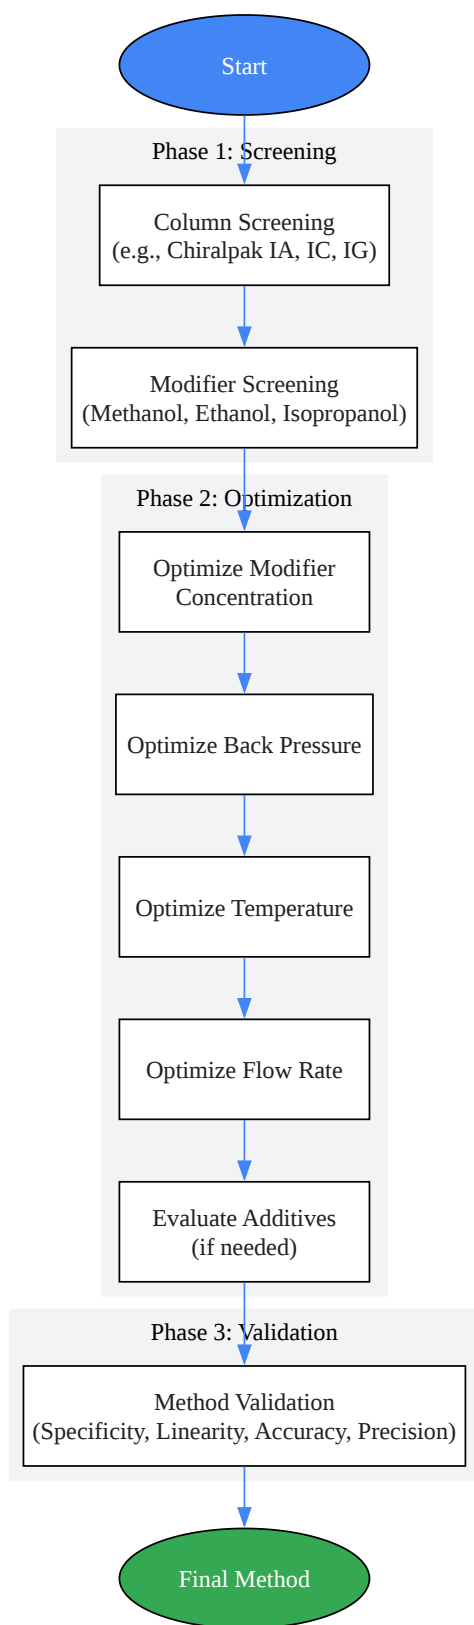 Start
Phase 1: Screening
Column Screening
(e.g., Chiralpak IA, IC, IG)
Modifier Screening
(Methanol, Ethanol, Isopropanol)
Phase 2: Optimization
Optimize Modifier
Concentration
Optimize Back Pressure
Optimize Temperature
Optimize Flow Rate
Evaluate Additives
(if needed)
Phase 3: Validation
Method Validation
(Specificity, Linearity, Accuracy, Precision)
Final Method